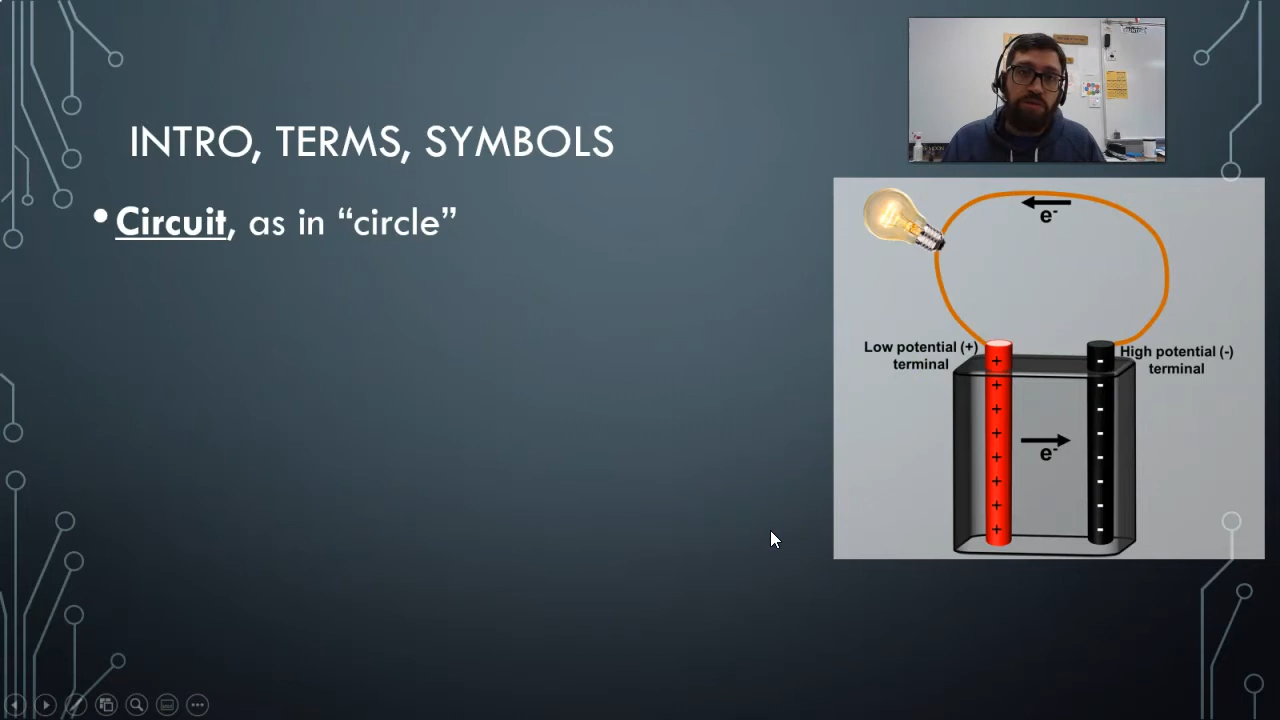 INTRO, TERMS, SYMBOLS
• Circuit, as in “circle”
e-
Low potential (+)
terminal
High potential (-)
terminal
+ -
+ -
+ -
+ -
e-
+ -
+ -
+ -
+ -